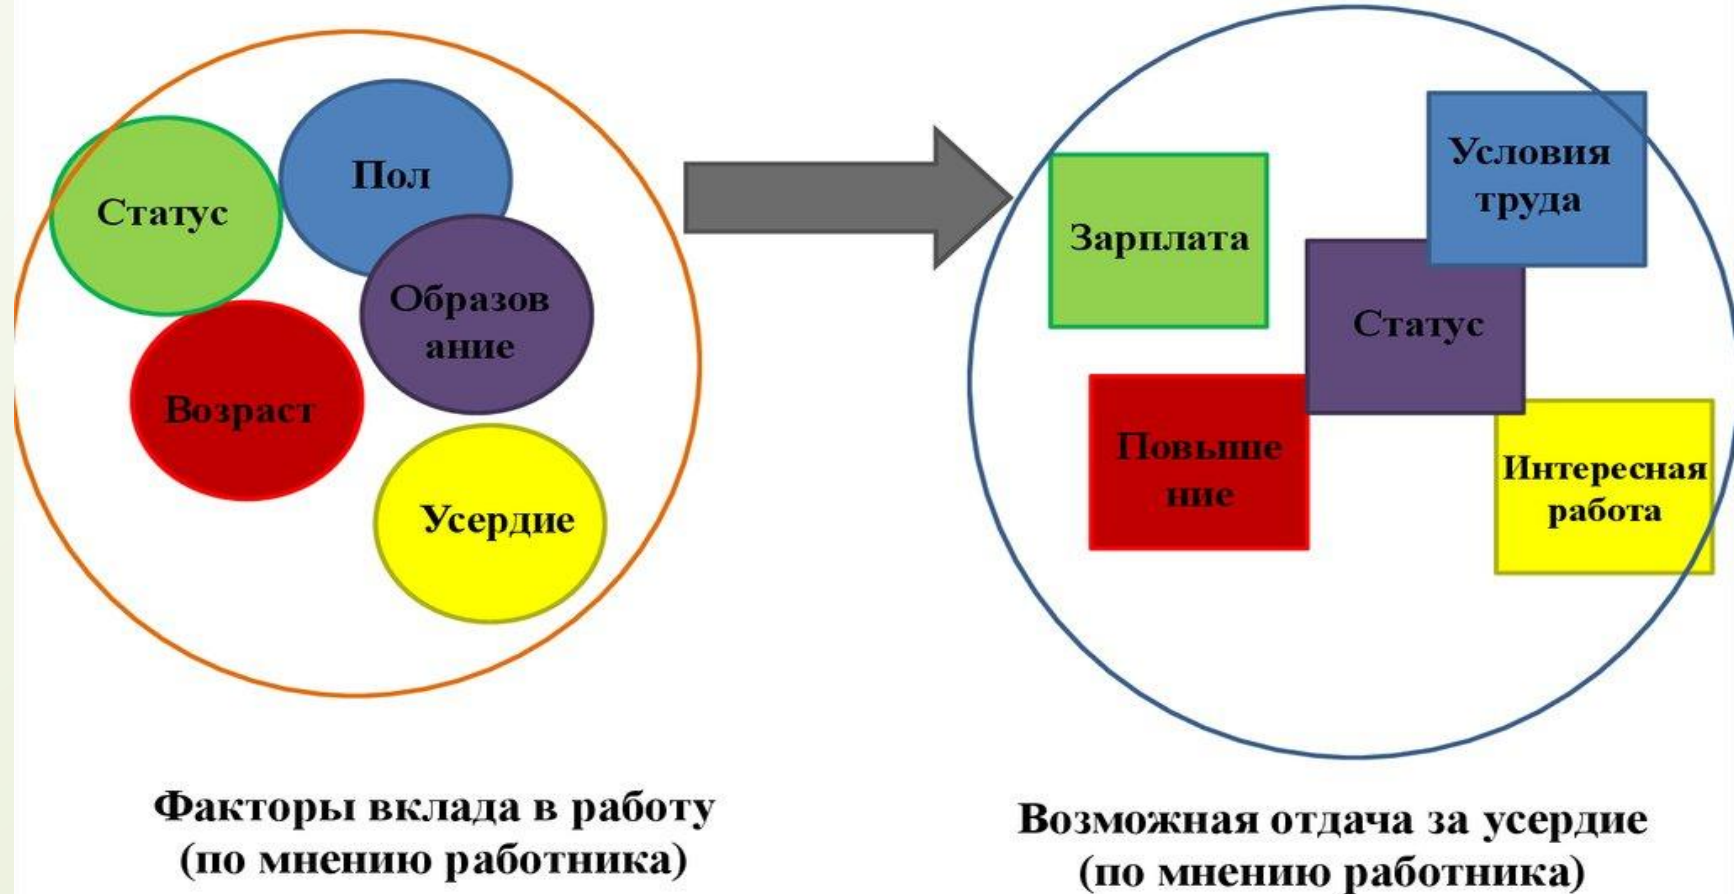 Статус
Пол
Образов
ание
Возраст
Усердие
Факторы вклада в работу
(по мнению работника)
Зарплата
Условия
труда
Статус
Повыше
ние
Интересная
работа
Возможная отдача за усердие
(по мнению работника)